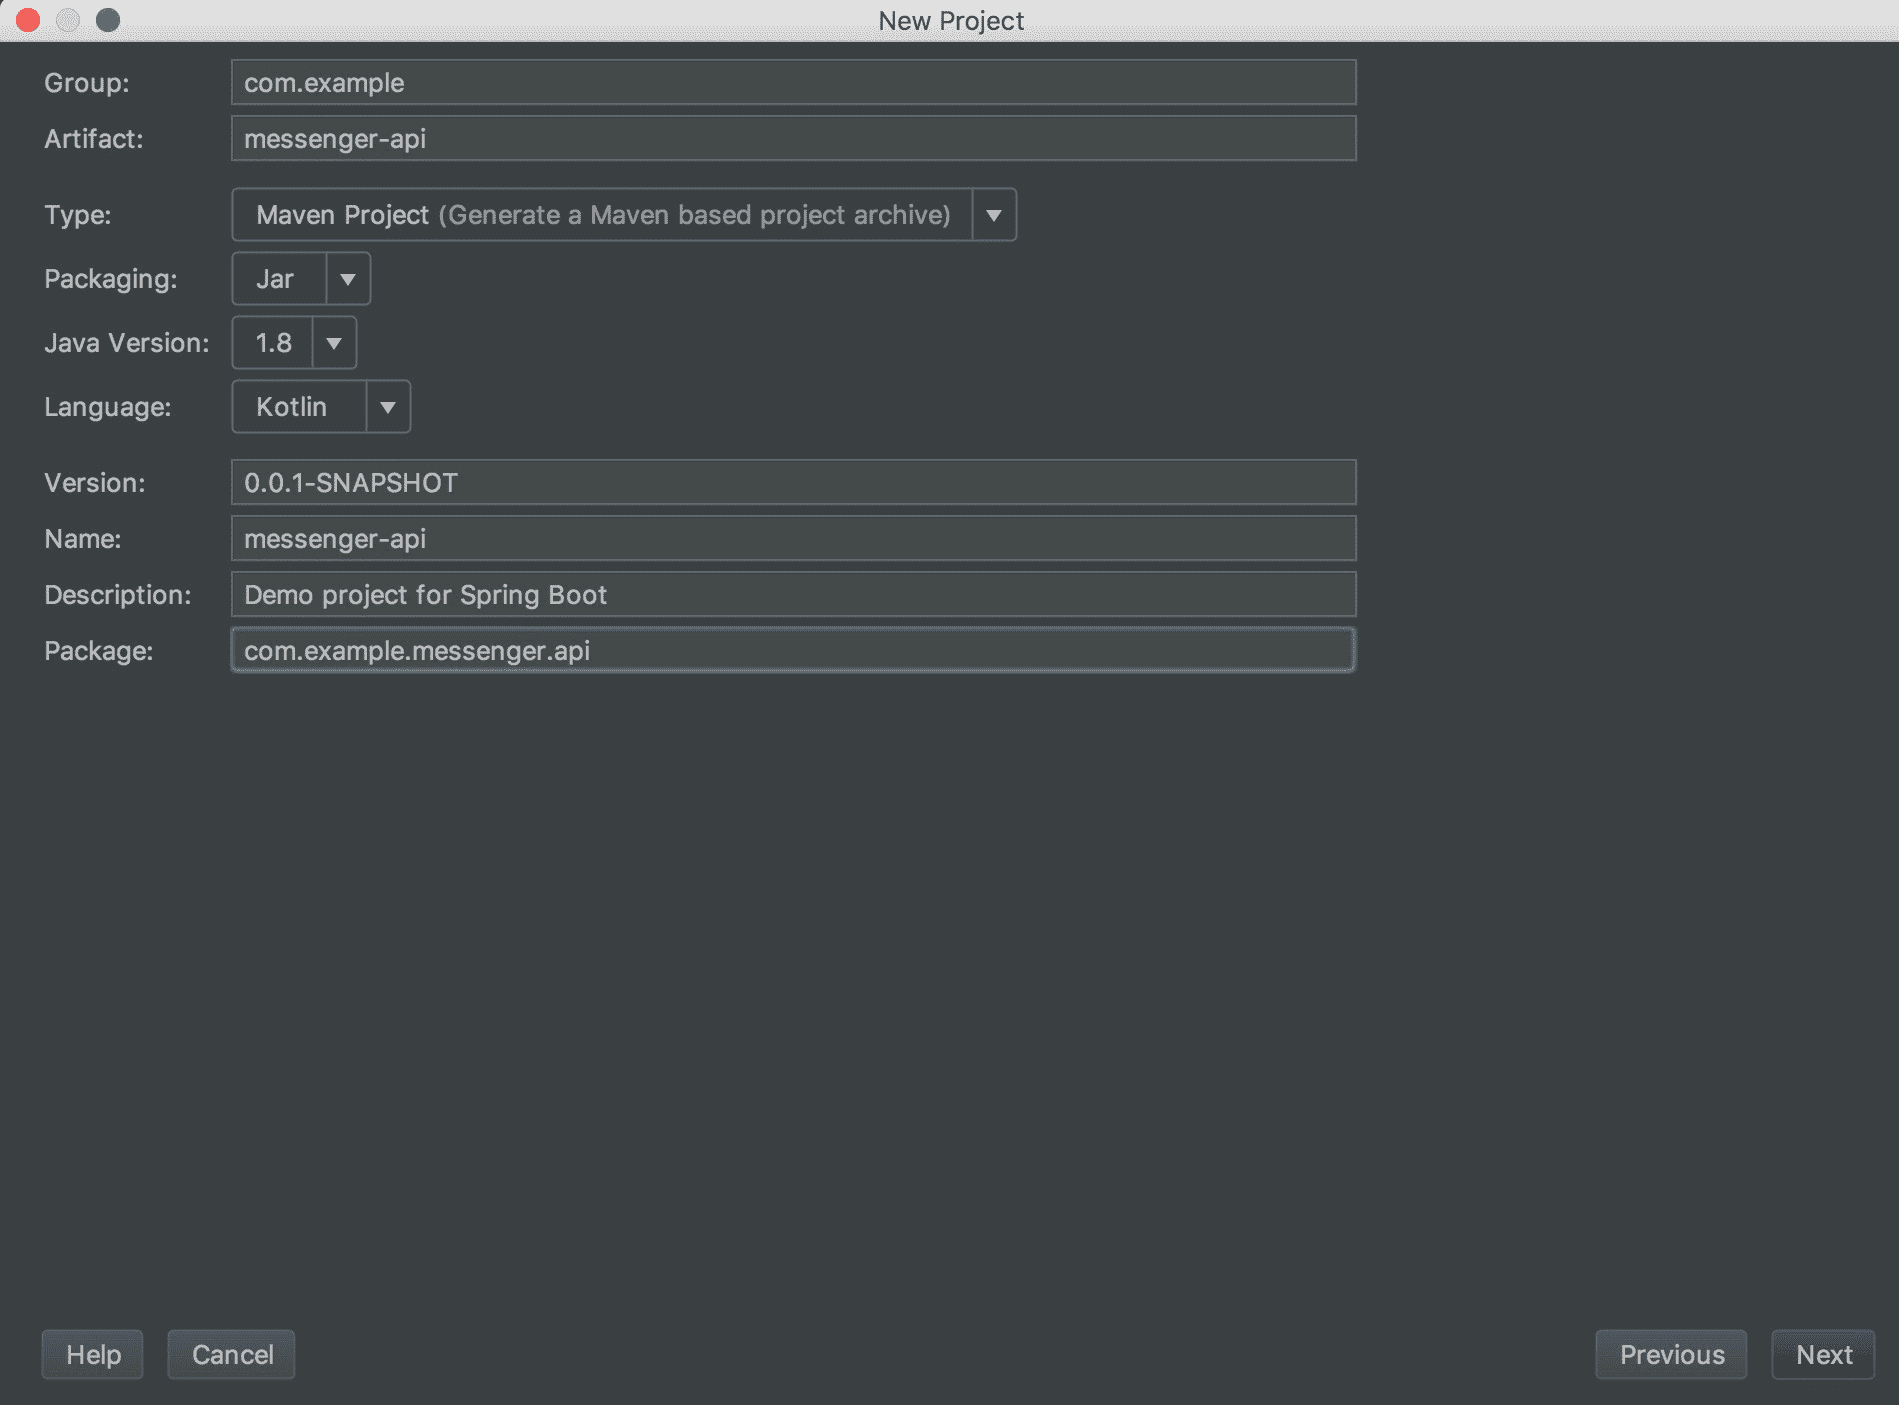 New Project
Group: com.example
Artifact: messenger-api
Type: Maven Project (Generate a Maven based project archive)
Packaging: Jar
Java Version: 1.8
Language: Kotlin
Version: 0.0.1-SNAPSHOT
Name: messenger-api
Description: Demo project for Spring Boot
Package: com.example.messenger.api
Help Cancel Previous Next